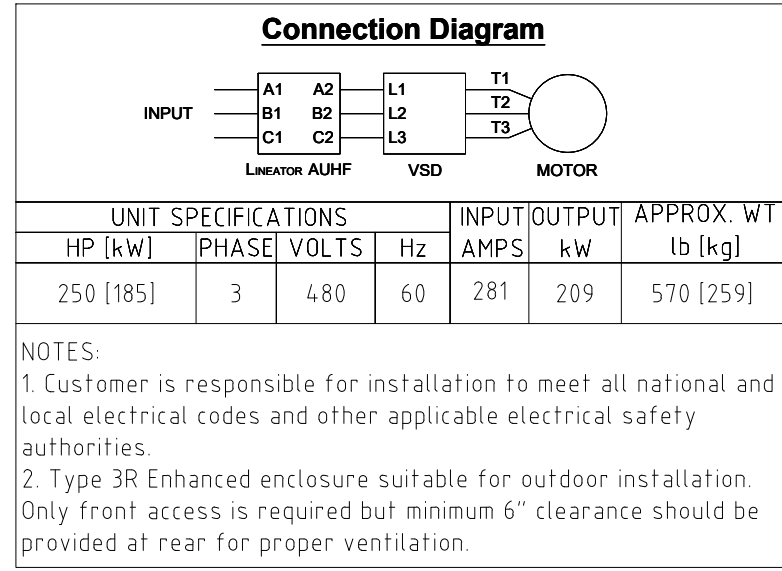 Connection Diagram
INPUT
A1 A2 L1 T1
B1 B2 L2 T2
C1 C2 L3 T3
LINEATOR AUHF VSD MOTOR
UNIT SPECIFICATIONS INPUT OUTPUT APPROX. WT
HP [kW] PHASE VOLTS Hz AMPS kW lb [kg]
250 [185] 3 480 60 281 209 570 [259]
NOTES:
1. Customer is responsible for installation to meet all national and
local electrical codes and other applicable electrical safety
authorities.
2. Type 3R Enhanced enclosure suitable for outdoor installation.
Only front access is required but minimum 6" clearance should be
provided at rear for proper ventilation.